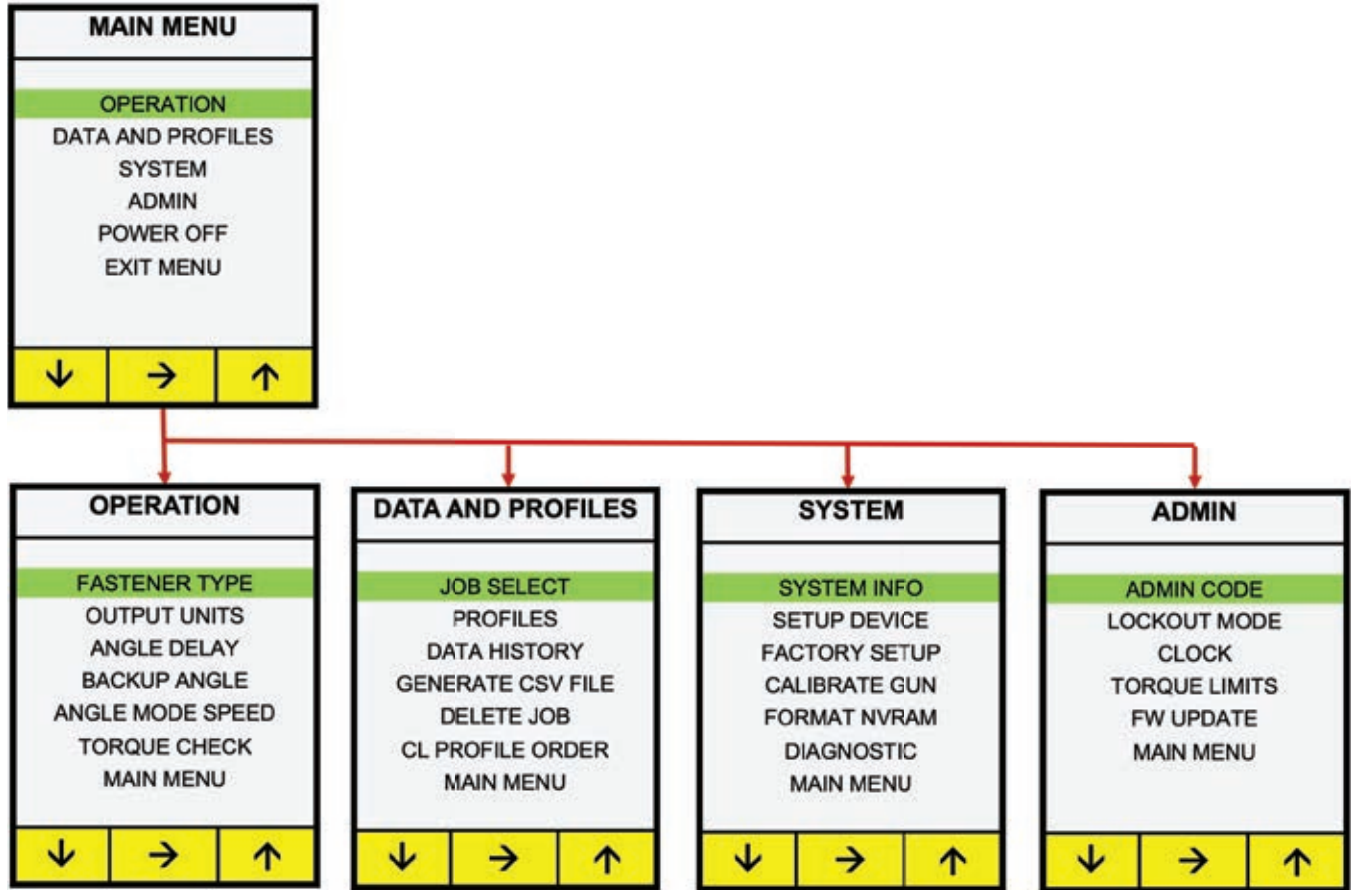 MAIN MENU
OPERATION
DATA AND PROFILES
SYSTEM
ADMIN
POWER OFF
EXIT MENU
↓ → ↑
OPERATION
FASTENER TYPE
OUTPUT UNITS
ANGLE DELAY
BACKUP ANGLE
ANGLE MODE SPEED
TORQUE CHECK
MAIN MENU
↓ → ↑
DATA AND PROFILES
JOB SELECT
PROFILES
DATA HISTORY
GENERATE CSV FILE
DELETE JOB
CL PROFILE ORDER
MAIN MENU
↓ → ↑
SYSTEM
SYSTEM INFO
SETUP DEVICE
FACTORY SETUP
CALIBRATE GUN
FORMAT NVRAM
DIAGNOSTIC
MAIN MENU
↓ → ↑
ADMIN
ADMIN CODE
LOCKOUT MODE
CLOCK
TORQUE LIMITS
FW UPDATE
MAIN MENU
↓ → ↑